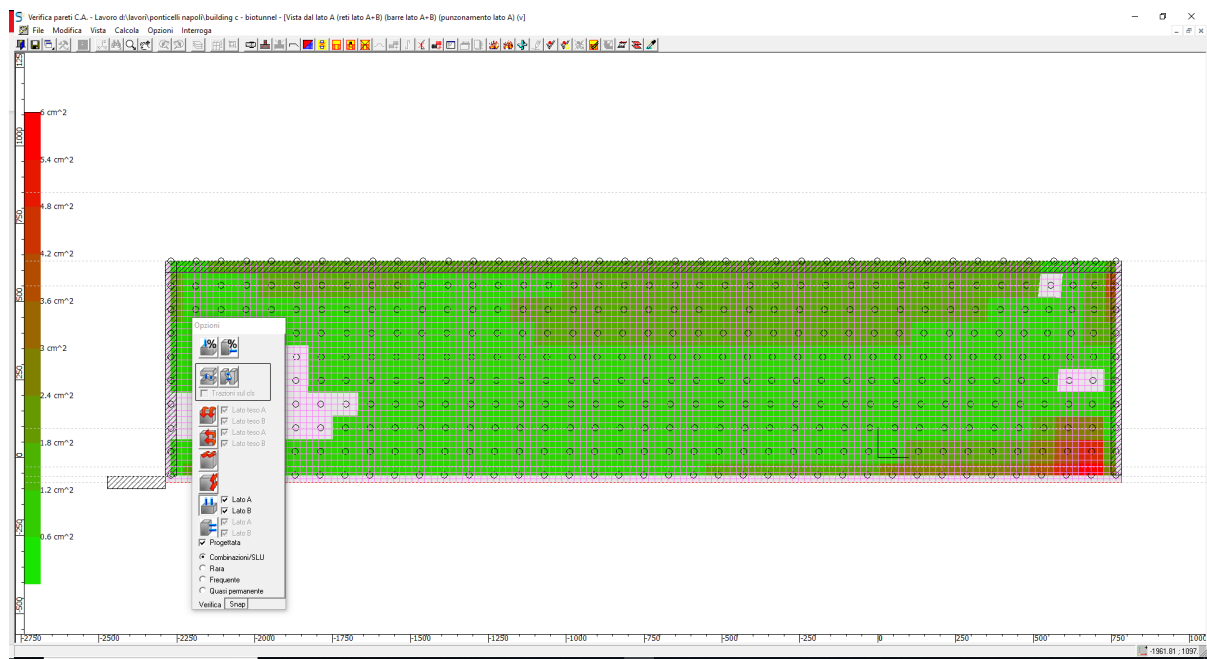 Verifica pareti C.A. - Lavoro d:\lavori\ponticelli napoli\building c - biotunnel - [Vista dal lato A (reti lato A+B) (barre lato A+B) (punzonamento lato A) (v]
File Modifica Vista Calcola Opzioni Interroga
1250
1000
750
500
250
0
-250
-500
6 cm^2
5.4 cm^2
4.8 cm^2
4.2 cm^2
3.6 cm^2
3 cm^2
2.4 cm^2
1.8 cm^2
1.2 cm^2
0.6 cm^2
Opzioni
Trazioni sul cls
Lato teso A
Lato teso B
Lato teso A
Lato teso B
Lato A
Lato B
Lato A
Lato B
Progettata
Combinazioni/SLU
Rara
Frequente
Quasi permanente
Verifica Snap
-2750 -2500 -2250 -2000 -1750 -1500 -1250 -1000 -750 -500 -250 0 250 500 750 1000
-1961.81 ; 1097.